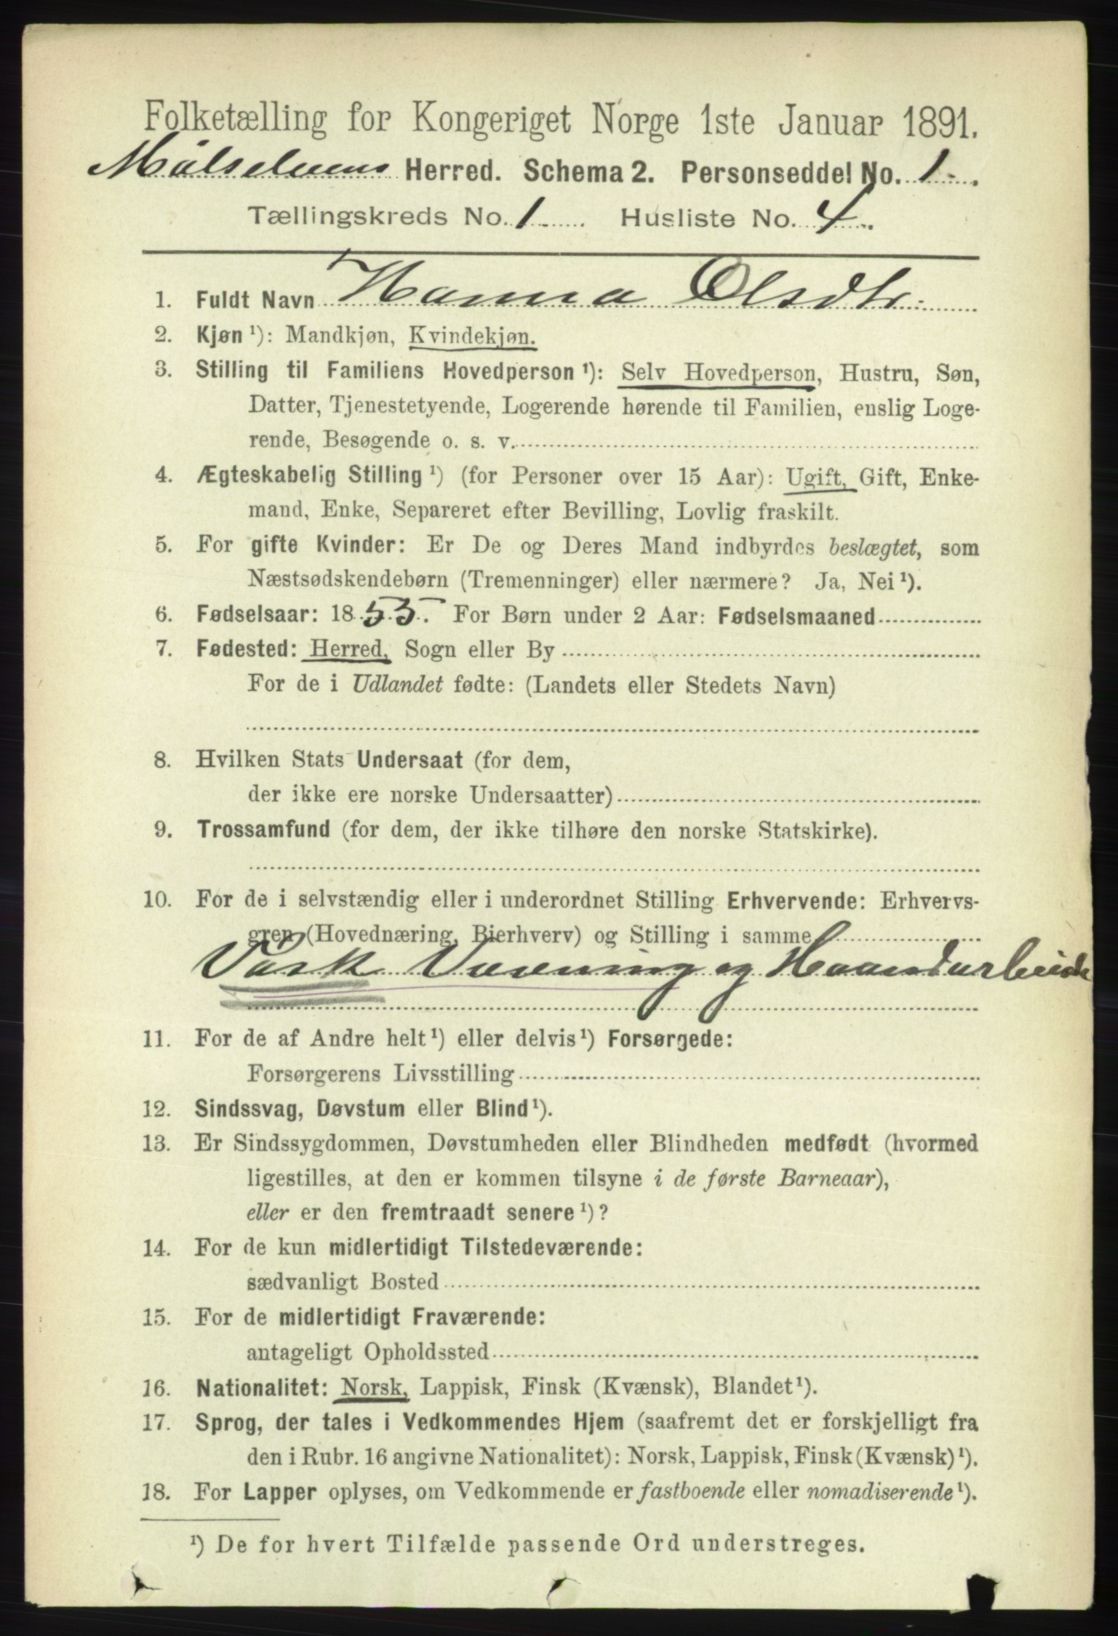 Folketælling for Kongeriget Norge 1ste Januar 1891.
Målselvens Herred. Schema 2. Personseddel No. 1.
Tællingskreds No. 1. Husliste No. 4.
1. Fuldt Navn Hanna Olsdtr.
2. Kjøn ¹): Mandkjøn, Kvindekjøn.
3. Stilling til Familiens Hovedperson ¹): Selv Hovedperson, Hustru, Søn,
Datter, Tjenestetyende, Logerende hørende til Familien, enslig Loge-
rende, Besøgende o. s. v.
4. Ægteskabelig Stilling ¹) (for Personer over 15 Aar): Ugift, Gift, Enke-
mand, Enke, Separeret efter Bevilling, Lovlig fraskilt.
5. For gifte Kvinder: Er De og Deres Mand indbyrdes beslægtet, som
Næstsødskendebørn (Tremenninger) eller nærmere? Ja, Nei ¹).
6. Fødselsaar: 1855. For Børn under 2 Aar: Fødselsmaaned
7. Fødested: Herred, Sogn eller By
For de i Udlandet fødte: (Landets eller Stedets Navn)
8. Hvilken Stats Undersaat (for dem,
der ikke ere norske Undersaatter)
9. Trossamfund (for dem, der ikke tilhøre den norske Statskirke).
10. For de i selvstændig eller i underordnet Stilling Erhvervende: Erhvervs-
gren (Hovednæring, Bierhverv) og Stilling i samme
Vask Væving og Haandarbeide
11. For de af Andre helt ¹) eller delvis ¹) Forsørgede:
Forsørgerens Livsstilling
12. Sindssvag, Døvstum eller Blind ¹).
13. Er Sindssygdommen, Døvstumheden eller Blindheden medfødt (hvormed
ligestilles, at den er kommen tilsyne i de første Barneaar),
eller er den fremtraadt senere ¹)?
14. For de kun midlertidigt Tilstedeværende:
sædvanligt Bosted
15. For de midlertidigt Fraværende:
antageligt Opholdssted
16. Nationalitet: Norsk, Lappisk, Finsk (Kvænsk), Blandet ¹).
17. Sprog, der tales i Vedkommendes Hjem (saafremt det er forskjelligt fra
den i Rubr. 16 angivne Nationalitet): Norsk, Lappisk, Finsk (Kvænsk) ¹).
18. For Lapper oplyses, om Vedkommende er fastboende eller nomadiserende ¹).
¹) De for hvert Tilfælde passende Ord understreges.